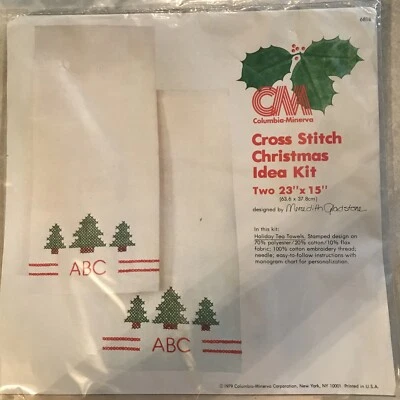 6856
CM
Columbia-Minerva
Cross Stitch
Christmas
Idea Kit
Two 23" x 15"
(63.6 x 37.8cm)
designed by Meredith Gladstone
In this kit:
Holiday Tea Towels. Stamped design on
70% polyester/20% cotton/10% flax
fabric; 100% cotton embroidery thread;
needle; easy-to-follow instructions with
monogram chart for personalization.
ABC
ABC
© 1979 Columbia-Minerva Corporation, New York, NY 10001. Printed in U.S.A.